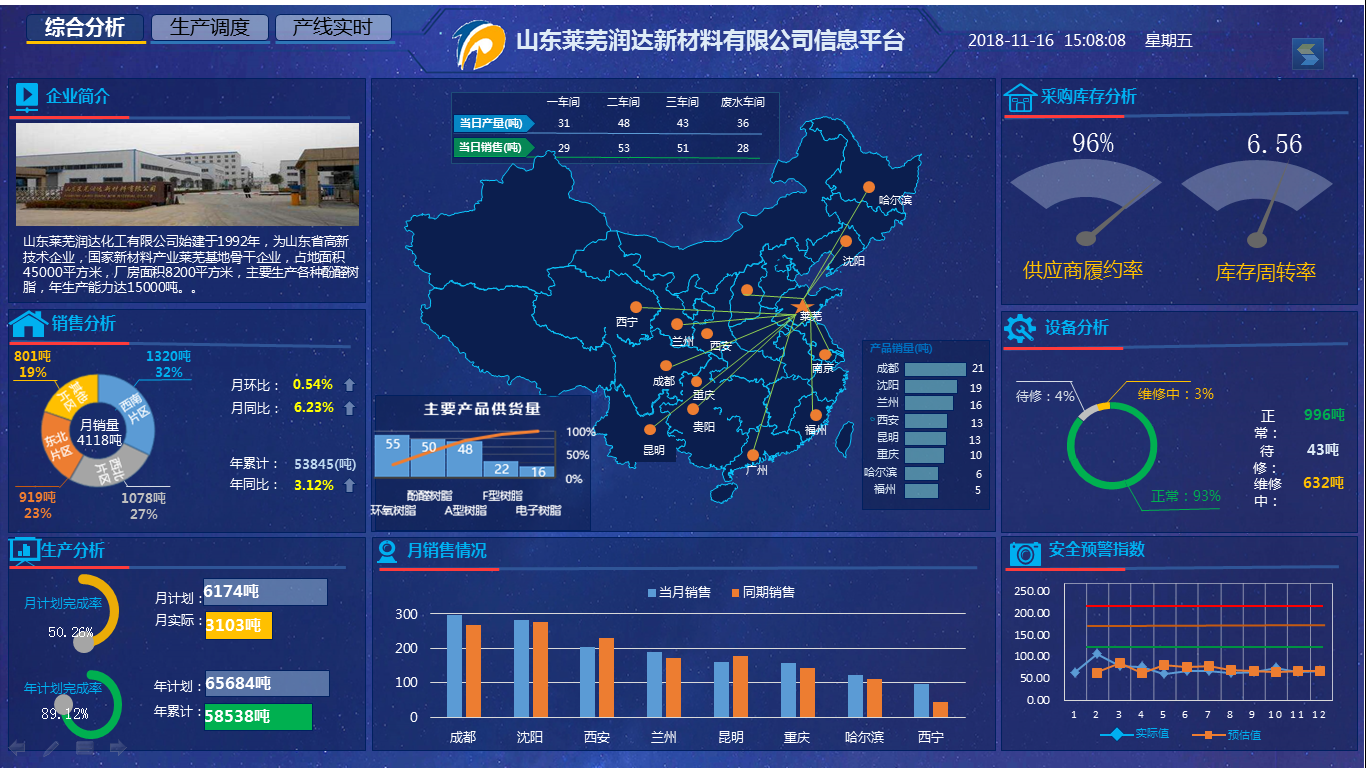 综合分析
生产调度
产线实时
山东莱芜润达新材料有限公司信息平台
2018-11-16 15:08:08 星期五
企业简介
山东莱芜润达新材料有限公司
山东莱芜润达化工有限公司始建于1992年，为山东省高新
技术企业，国家新材料产业莱芜基地骨干企业，占地面积
45000平方米，厂房面积8200平方米，主要生产各种酚醛树
脂，年生产能力达15000吨。。
销售分析
801吨
19%
1320吨
32%
其他片区
西南片区
东北片区
西北片区
月销量
4118吨
919吨
23%
1078吨
27%
月环比： 0.54%
月同比： 6.23%
年累计： 53845(吨)
年同比： 3.12%
生产分析
月计划完成率
50.26%
月计划： 6174吨
月实际： 3103吨
年计划完成率
89.12%
年计划： 65684吨
年累计： 58538吨
一车间 二车间 三车间 废水车间
当日产量(吨) 31 48 43 36
当日销售(吨) 29 53 51 28
哈尔滨
沈阳
莱芜
西宁
兰州
西安
南京
成都
重庆
贵阳
福州
昆明
广州
主要产品供货量
55 50 48 22 16
100%
50%
0%
酚醛树脂 F型树脂
环氧树脂 A型树脂 电子树脂
产品销量(吨)
成都 21
沈阳 19
兰州 16
西安 13
昆明 13
重庆 10
哈尔滨 6
福州 5
月销售情况
当月销售 同期销售
300
200
100
0
成都 沈阳 西安 兰州 昆明 重庆 哈尔滨 西宁
采购库存分析
96%
6.56
供应商履约率
库存周转率
设备分析
待修：4%
维修中：3%
正常：93%
正
常： 996吨
待
修： 43吨
维修
中： 632吨
安全预警指数
250.00
200.00
150.00
100.00
50.00
0.00
1 2 3 4 5 6 7 8 9 10 11 12
实际值 预估值